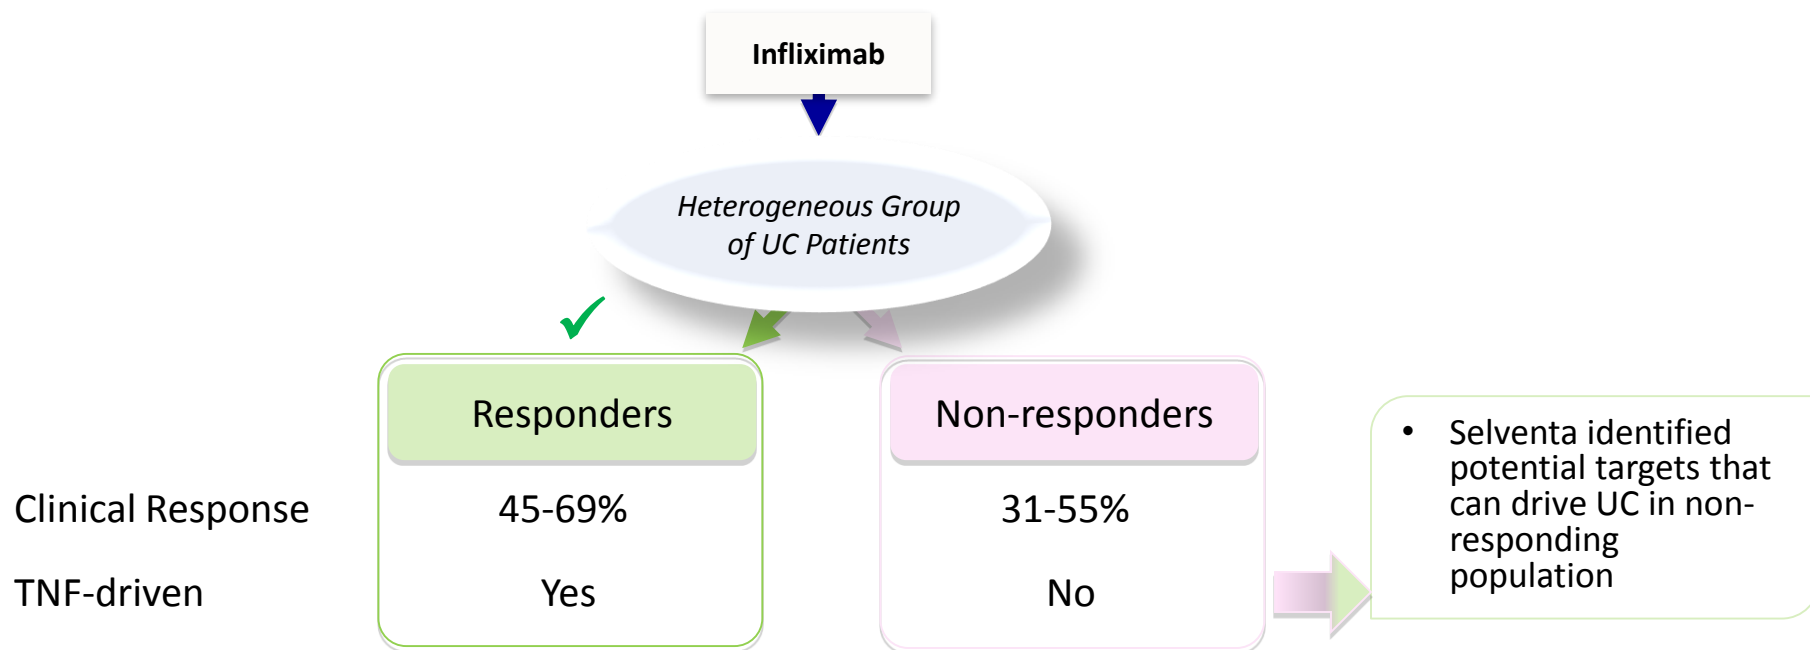 Infliximab
Heterogeneous Group
of UC Patients
✓
Responders
Non-responders
Clinical Response
45-69%
31-55%
TNF-driven
Yes
No
• Selventa identified
potential targets that
can drive UC in non-
responding
population